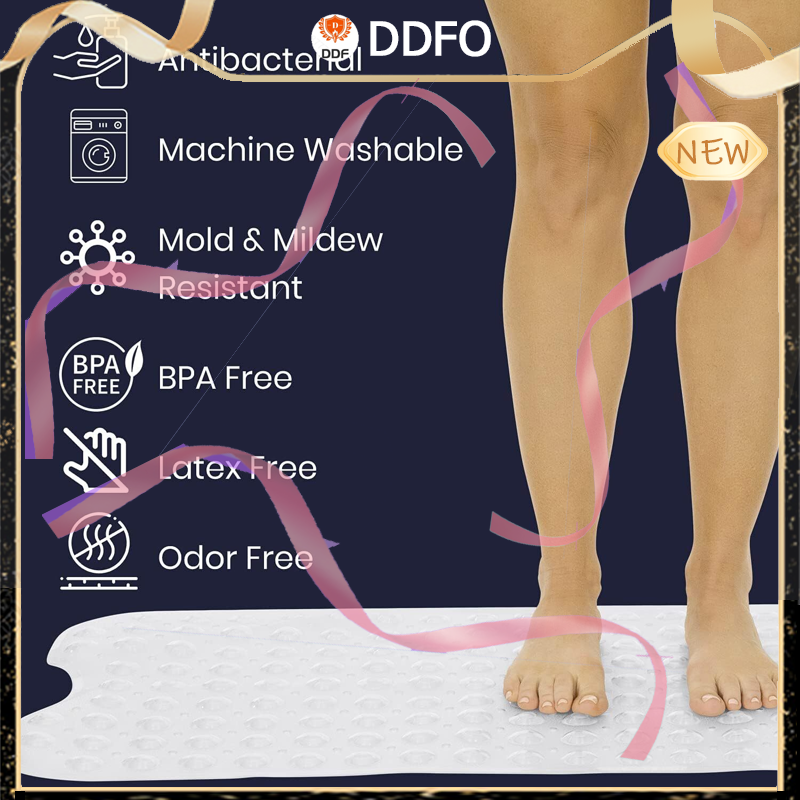 DDF
DDFO
Antibacterial
Machine Washable
NEW
Mold & Mildew
Resistant
BPA
FREE
BPA Free
Latex Free
Odor Free